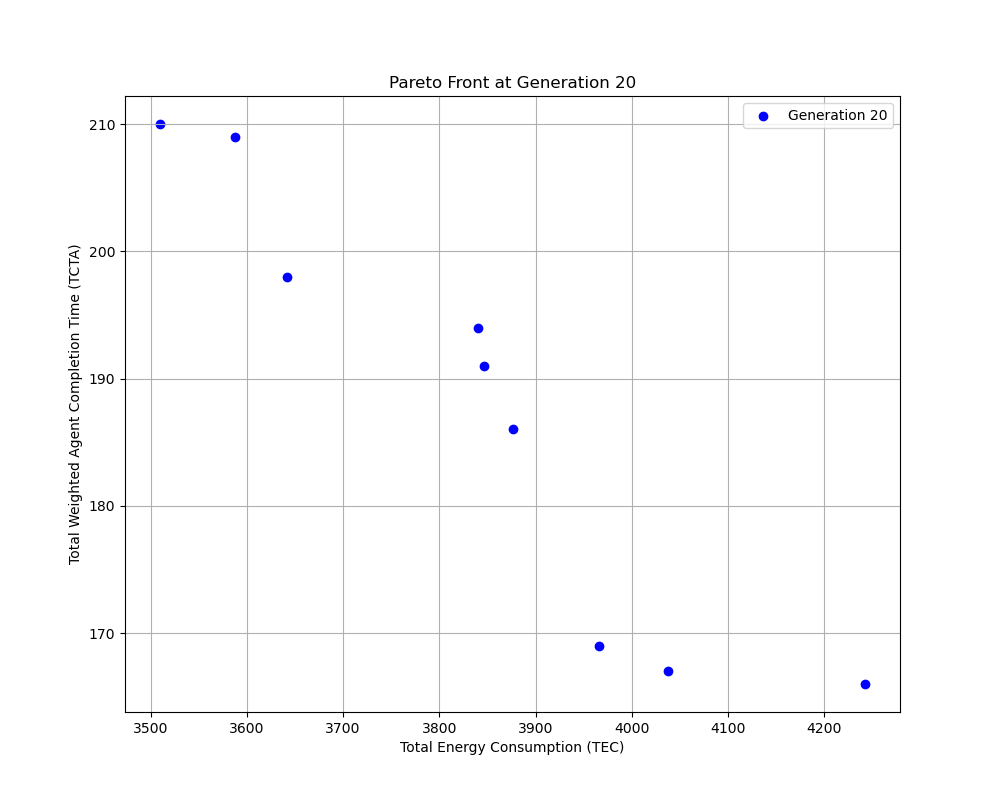 Pareto Front at Generation 20
Generation 20
210
200
190
180
170
Total Weighted Agent Completion Time (TCTA)
3500 3600 3700 3800 3900 4000 4100 4200
Total Energy Consumption (TEC)